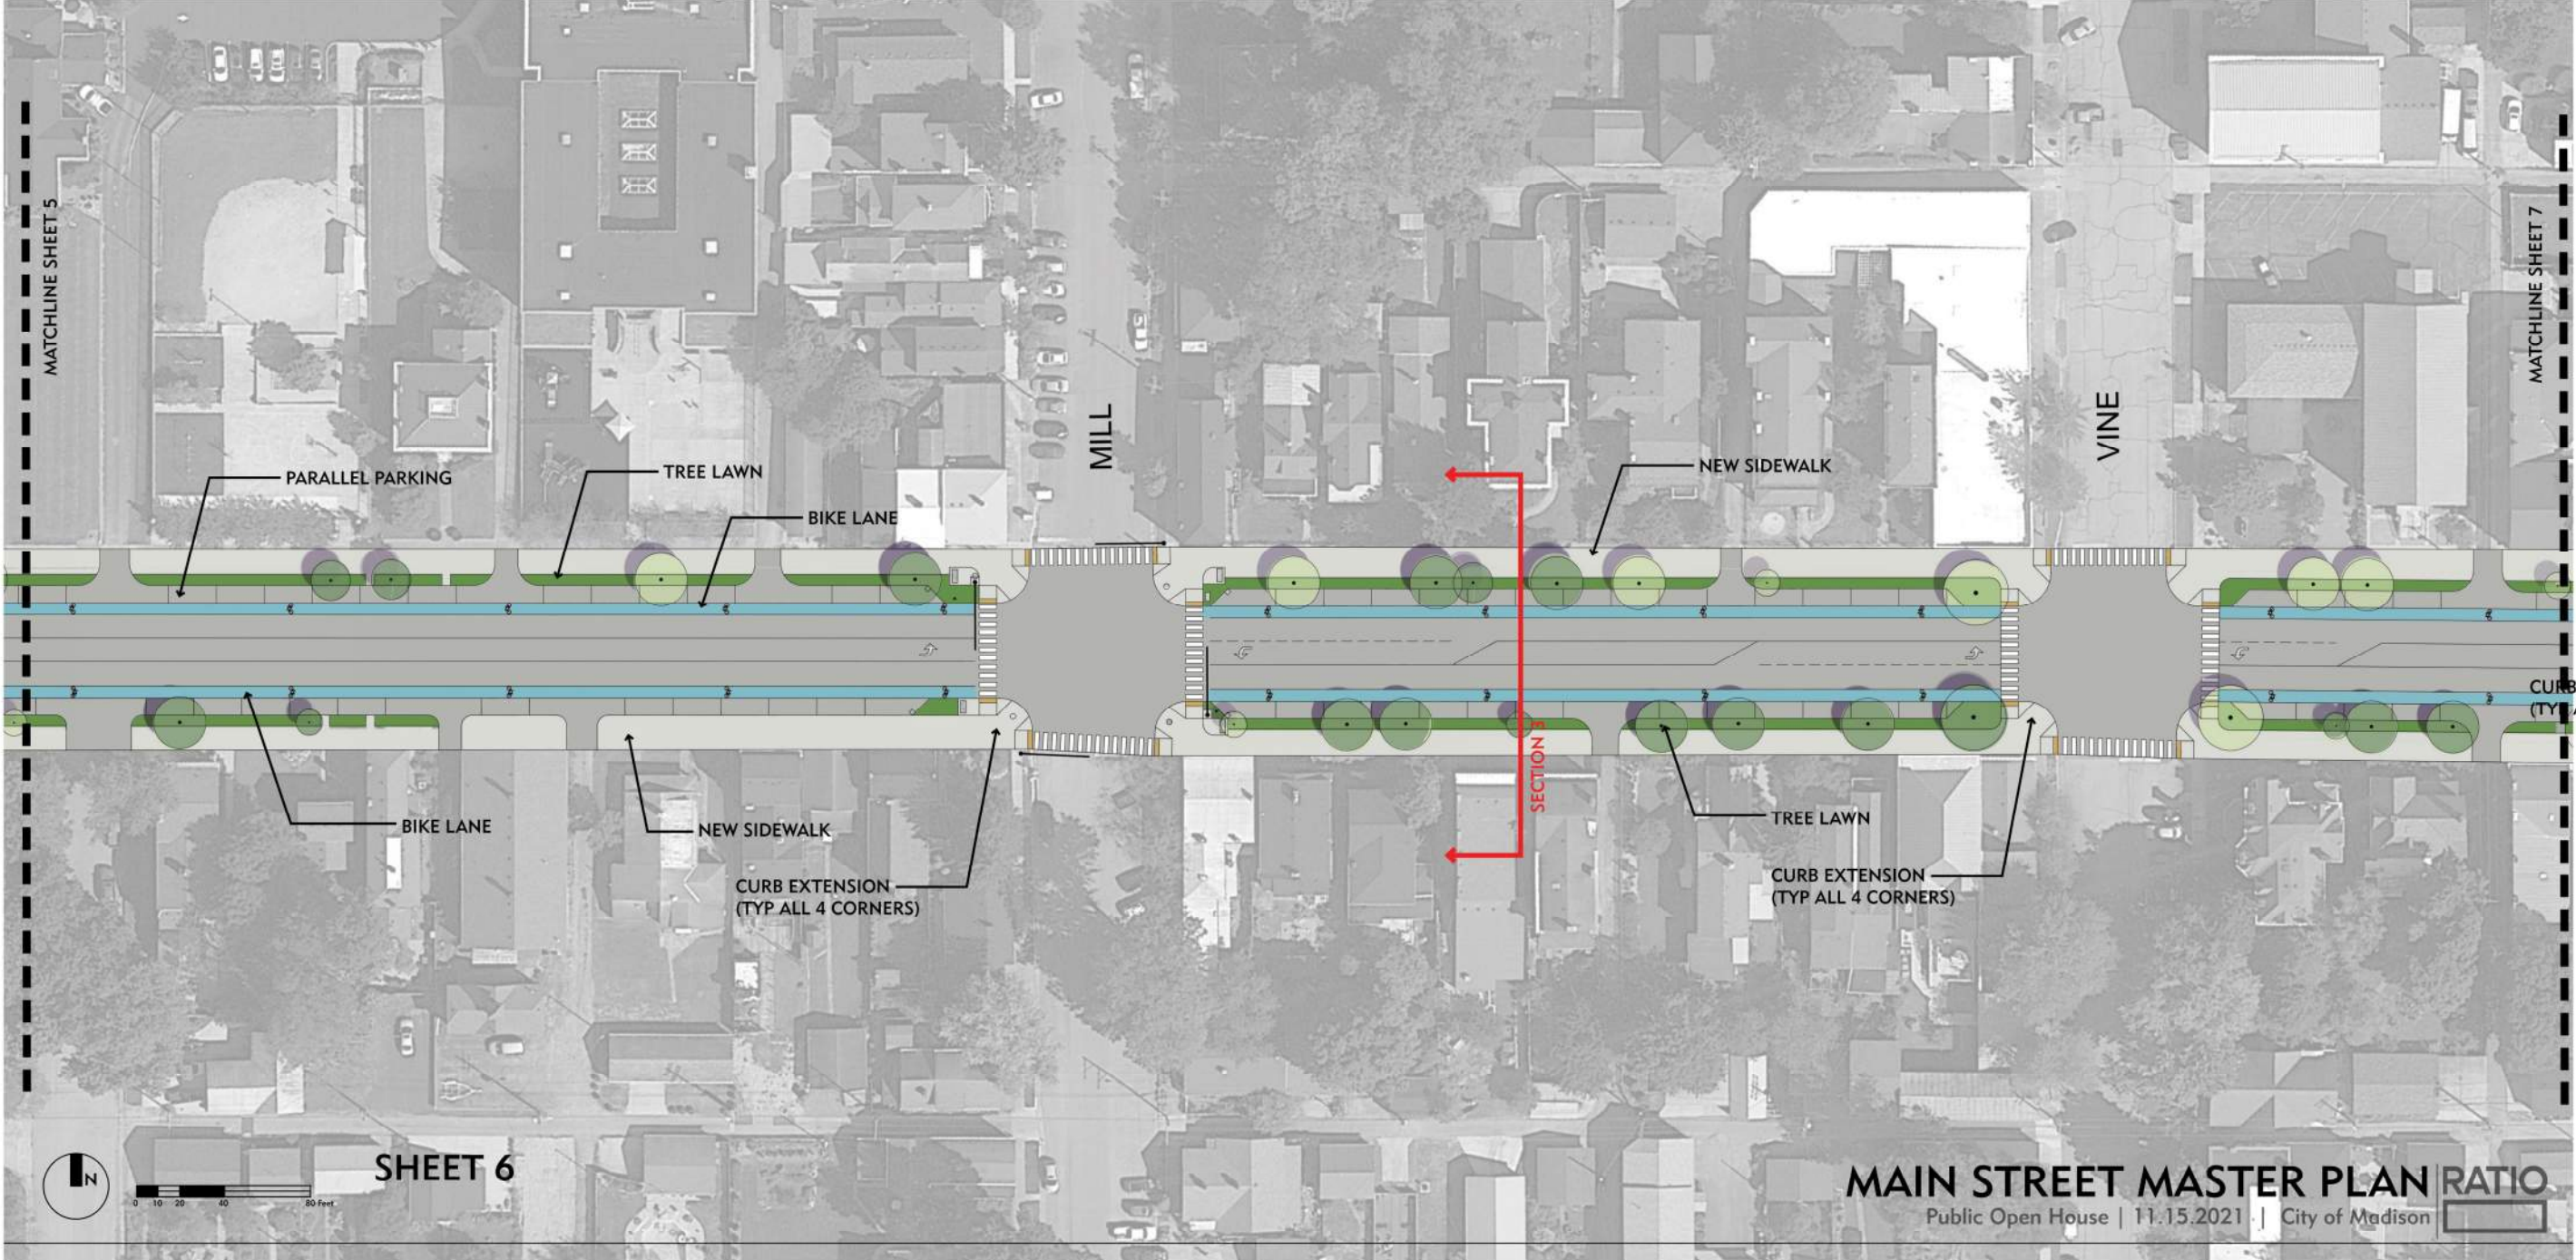 MATCHLINE SHEET 5
MATCHLINE SHEET 7
MILL
VINE
PARALLEL PARKING
TREE LAWN
BIKE LANE
NEW SIDEWALK
SECTION 3
CURB
(TYP
BIKE LANE
NEW SIDEWALK
TREE LAWN
CURB EXTENSION
(TYP ALL 4 CORNERS)
CURB EXTENSION
(TYP ALL 4 CORNERS)
N
0 10 20 40 80 Feet
SHEET 6
MAIN STREET MASTER PLAN
Public Open House | 11.15.2021 | City of Madison
RATIO